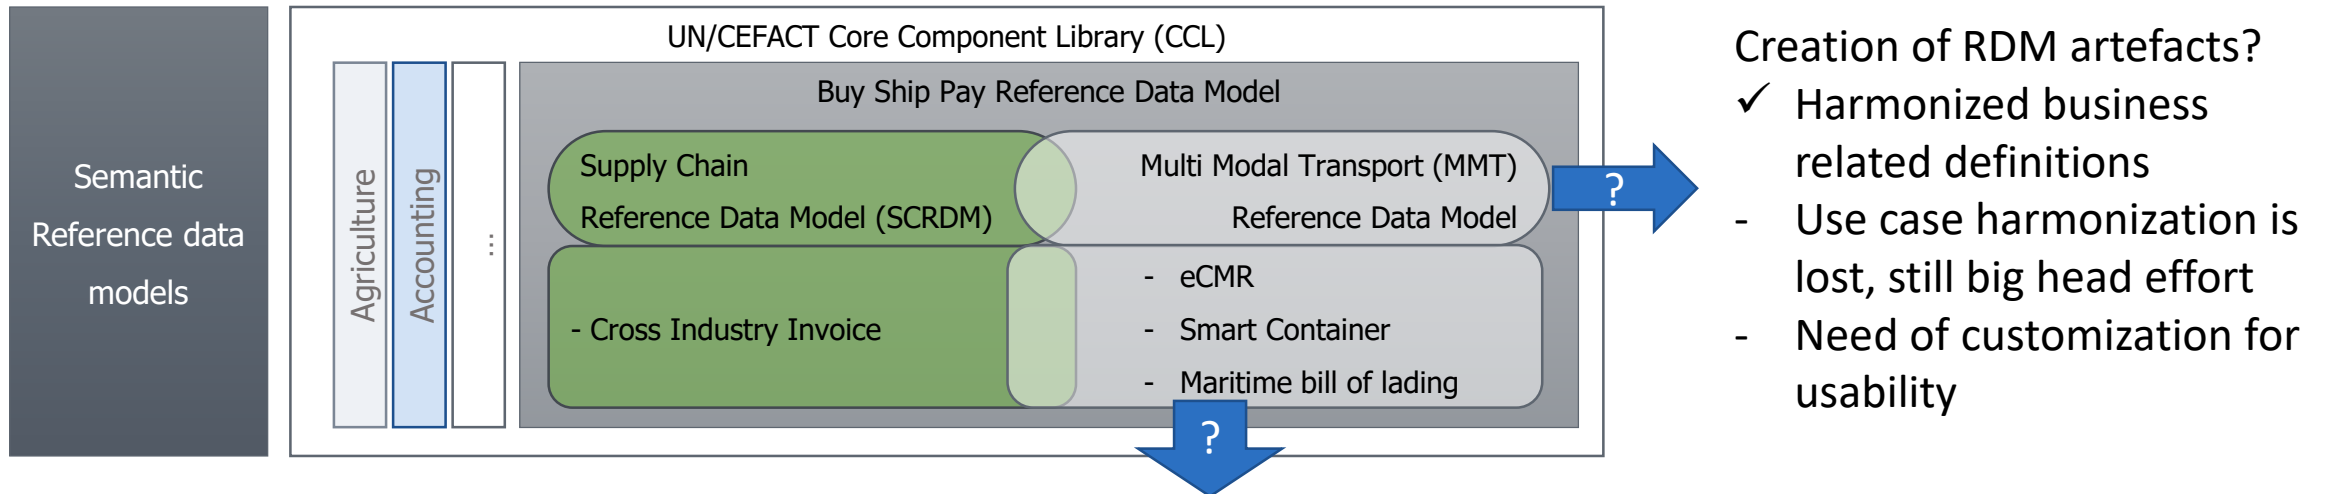 Semantic
Reference data
models
UN/CEFACT Core Component Library (CCL)
Agriculture
Accounting
...
Buy Ship Pay Reference Data Model
Supply Chain
Reference Data Model (SCRDM)
Multi Modal Transport (MMT)
Reference Data Model
- Cross Industry Invoice
- eCMR
- Smart Container
- Maritime bill of lading
?
?
Creation of RDM artefacts?
✓ Harmonized business
related definitions
- Use case harmonization is
lost, still big head effort
- Need of customization for
usability